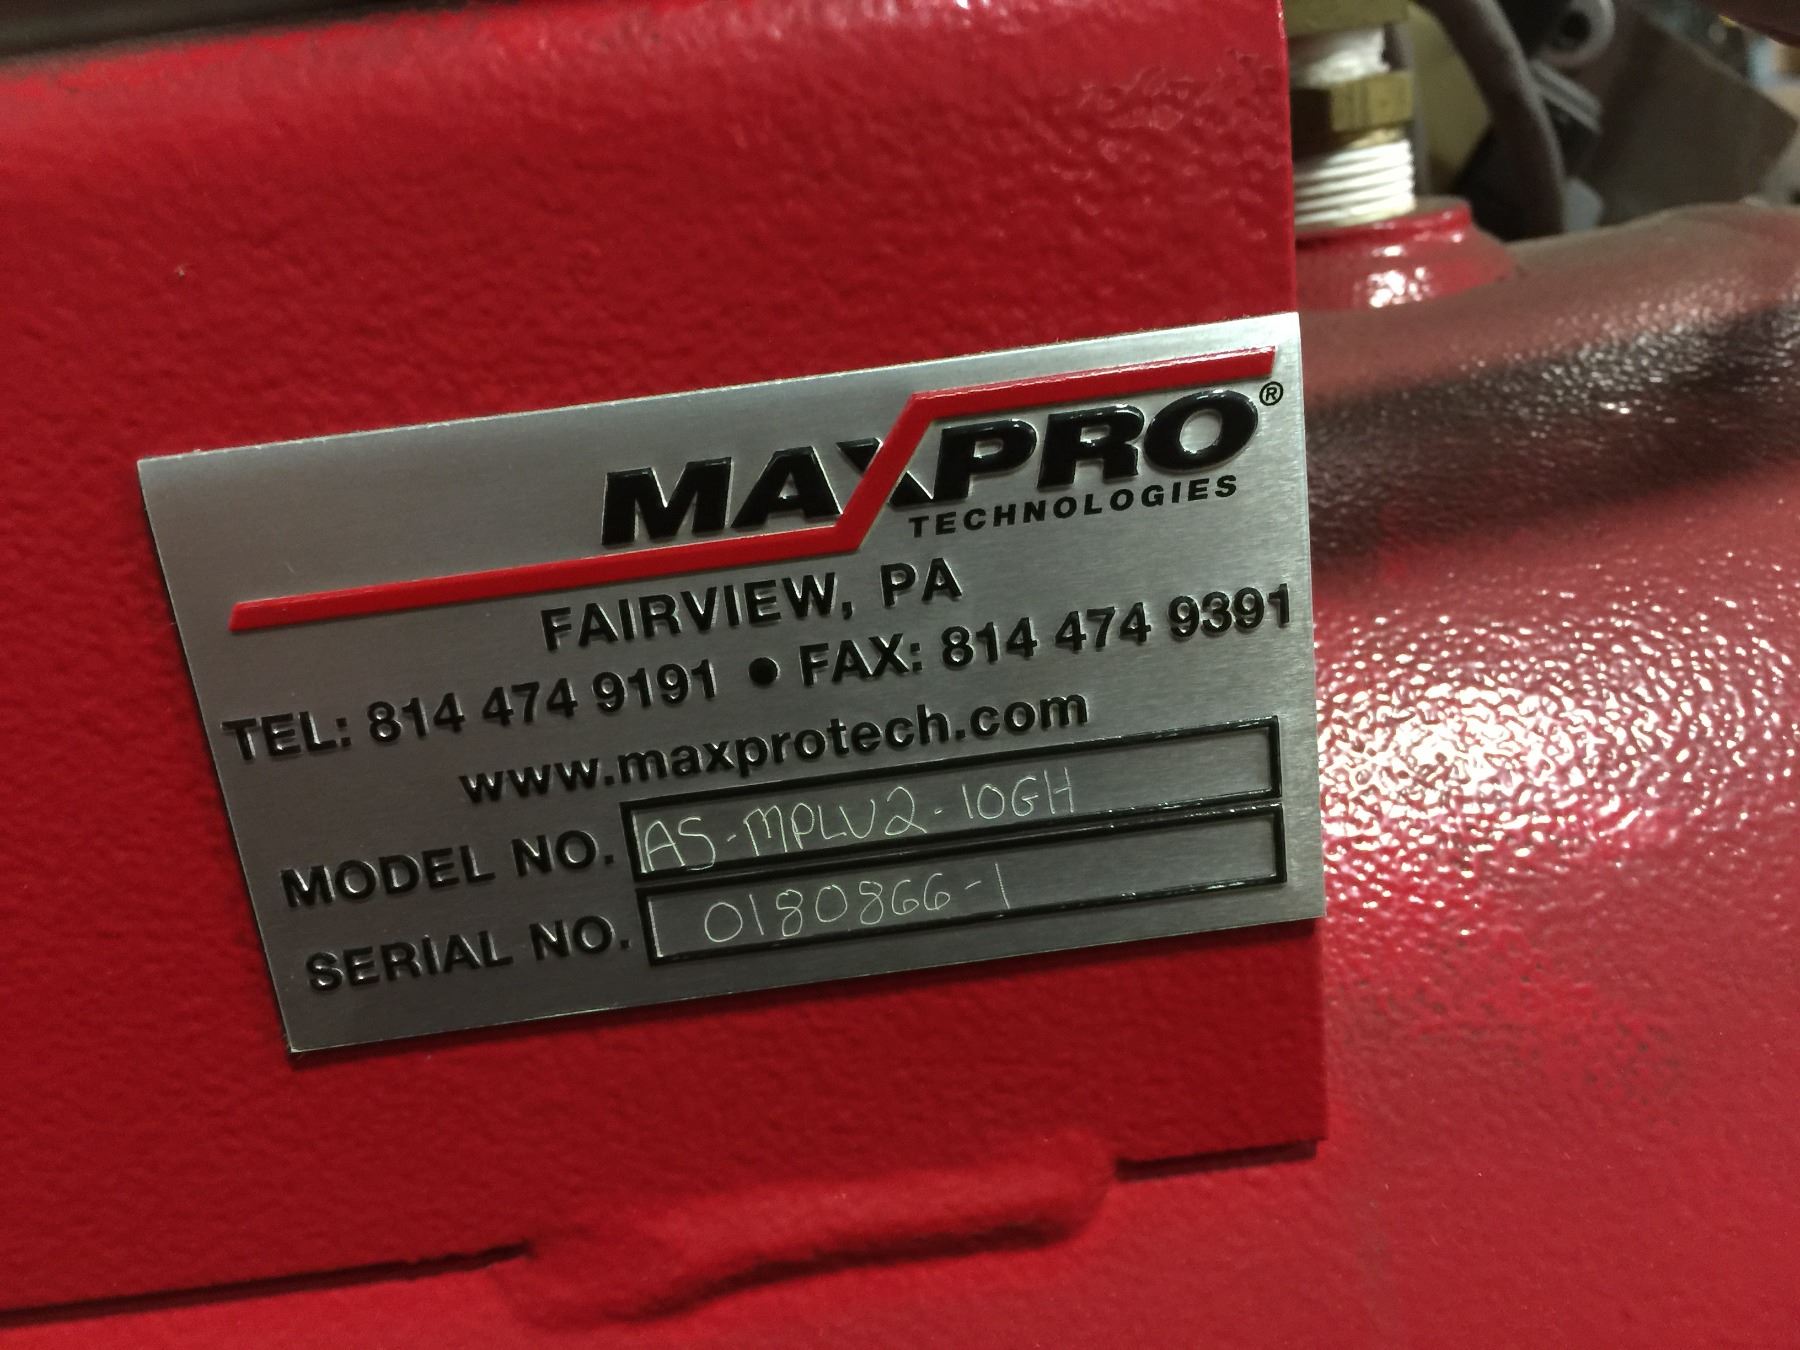 MAXPRO®
TECHNOLOGIES
FAIRVIEW, PA
TEL: 814 474 9191 • FAX: 814 474 9391
www.maxprotech.com
MODEL NO. AS-MPLV2-10GH
SERIAL NO. 0180866-1